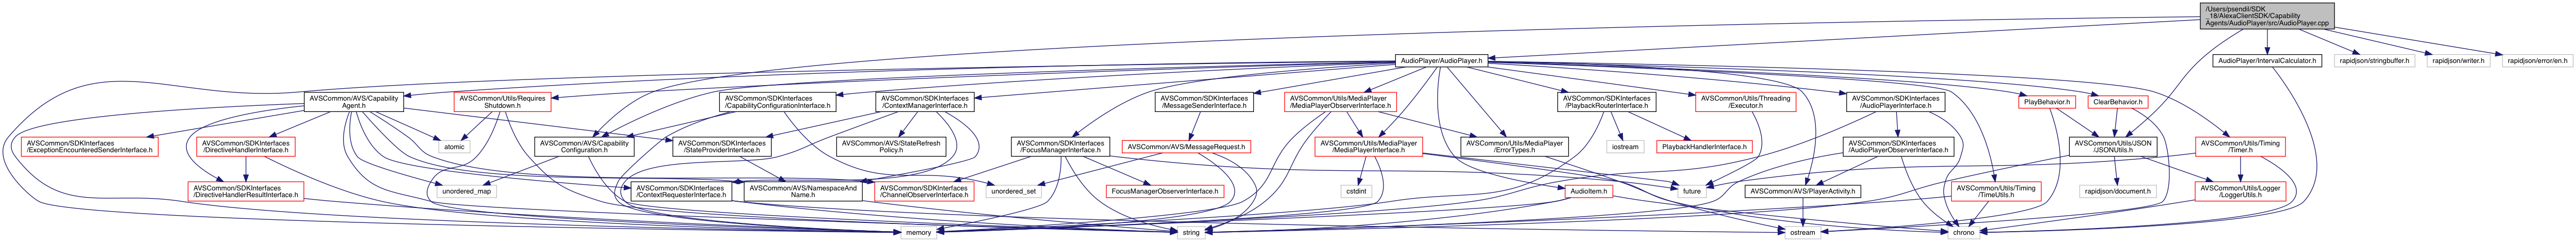 /Users/psendil/SDK
_18/AlexaClientSDK/Capability
Agents/AudioPlayer/src/AudioPlayer.cpp
AudioPlayer/AudioPlayer.h
AudioPlayer/IntervalCalculator.h
rapidjson/stringbuffer.h
rapidjson/writer.h
rapidjson/error/en.h
AVSCommon/AVS/Capability
Agent.h
AVSCommon/Utils/Requires
Shutdown.h
AVSCommon/SDKInterfaces
/CapabilityConfigurationInterface.h
AVSCommon/SDKInterfaces
/ContextManagerInterface.h
AVSCommon/SDKInterfaces
/MessageSenderInterface.h
AVSCommon/Utils/MediaPlayer
/MediaPlayerObserverInterface.h
AVSCommon/SDKInterfaces
/PlaybackRouterInterface.h
AVSCommon/Utils/Threading
/Executor.h
AVSCommon/SDKInterfaces
/AudioPlayerInterface.h
PlayBehavior.h
ClearBehavior.h
AVSCommon/SDKInterfaces
/ExceptionEncounteredSenderInterface.h
AVSCommon/SDKInterfaces
/DirectiveHandlerInterface.h
atomic
AVSCommon/AVS/Capability
Configuration.h
AVSCommon/SDKInterfaces
/StateProviderInterface.h
AVSCommon/AVS/StateRefresh
Policy.h
AVSCommon/SDKInterfaces
/FocusManagerInterface.h
AVSCommon/AVS/MessageRequest.h
AVSCommon/Utils/MediaPlayer
/MediaPlayerInterface.h
AVSCommon/Utils/MediaPlayer
/ErrorTypes.h
iostream
PlaybackHandlerInterface.h
AVSCommon/SDKInterfaces
/AudioPlayerObserverInterface.h
AVSCommon/Utils/JSON
/JSONUtils.h
AVSCommon/Utils/Timing
/Timer.h
AVSCommon/SDKInterfaces
/DirectiveHandlerResultInterface.h
unordered_map
AVSCommon/SDKInterfaces
/ContextRequesterInterface.h
AVSCommon/AVS/NamespaceAnd
Name.h
AVSCommon/SDKInterfaces
/ChannelObserverInterface.h
unordered_set
FocusManagerObserverInterface.h
cstdint
AudioItem.h
future
AVSCommon/AVS/PlayerActivity.h
AVSCommon/Utils/Timing
/TimeUtils.h
rapidjson/document.h
AVSCommon/Utils/Logger
/LoggerUtils.h
memory
string
ostream
chrono